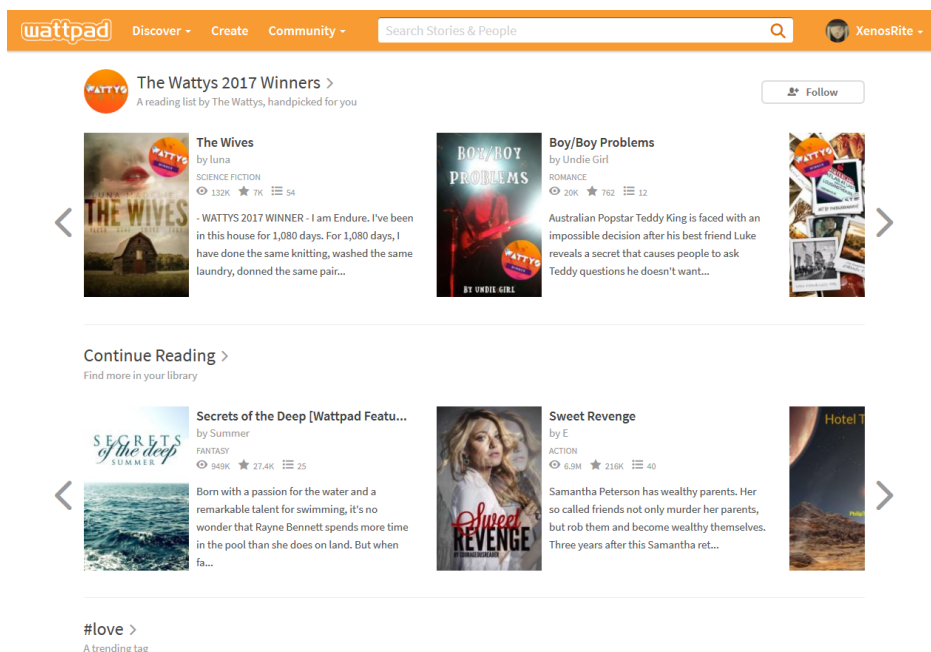 wattpad Discover Create Community Search Stories & People XenosRite
WATTYS
The Wattys 2017 Winners
A reading list by The Wattys, handpicked for you
Follow
WATTYS
WINNER
THE WIVES
The Wives
by luna
SCIENCE FICTION
132K 7K 54
- WATTYS 2017 WINNER - I am Endure. I've been
in this house for 1,080 days. For 1,080 days, I
have done the same knitting, washed the same
laundry, donned the same pair...
BOY/BOY
PROBLEMS
WATTYS
WINNER
BY UNDIE GIRL
Boy/Boy Problems
by Undie Girl
ROMANCE
20K 762 12
Australian Popstar Teddy King is faced with an
impossible decision after his best friend Luke
reveals a secret that causes people to ask
Teddy questions he doesn't want...
WATTYS
WINNER
Continue Reading
Find more in your library
SECRETS
of the deep
SUMMER
Secrets of the Deep [Wattpad Featu...
by Summer
FANTASY
949K 27.4K 25
Born with a passion for the water and a
remarkable talent for swimming, it's no
wonder that Rayne Bennett spends more time
in the pool than she does on land. But when
fa...
Sweet
REVENGE
Sweet Revenge
by E
ACTION
6.9M 216K 40
Samantha Peterson has wealthy parents. Her
so called friends not only murder her parents,
but rob them and become wealthy themselves.
Three years after this Samantha ret...
Hotel T
#love
A trending tag